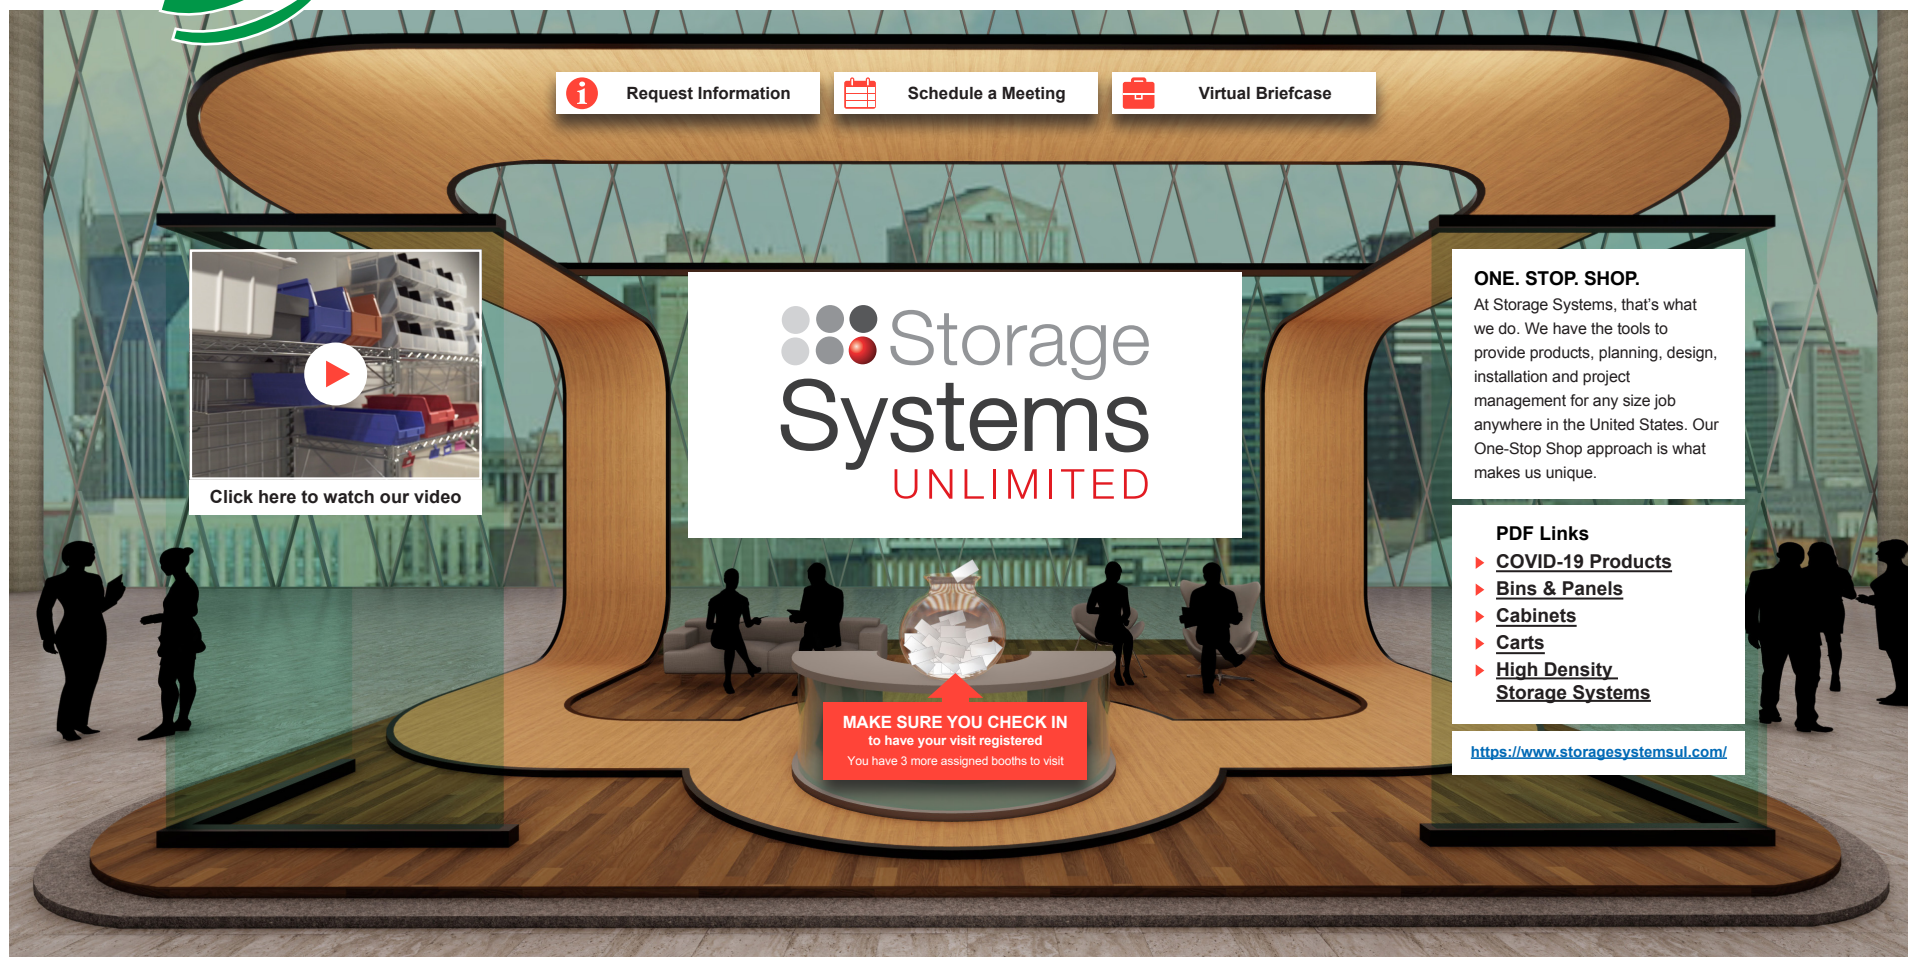 Request Information
Schedule a Meeting
Virtual Briefcase
Click here to watch our video
Storage
Systems
UNLIMITED
MAKE SURE YOU CHECK IN
to have your visit registered
You have 3 more assigned booths to visit
ONE. STOP. SHOP.
At Storage Systems, that’s what
we do. We have the tools to
provide products, planning, design,
installation and project
management for any size job
anywhere in the United States. Our
One-Stop Shop approach is what
makes us unique.
PDF Links
COVID-19 Products
Bins & Panels
Cabinets
Carts
High Density
Storage Systems
https://www.storagesystemsul.com/